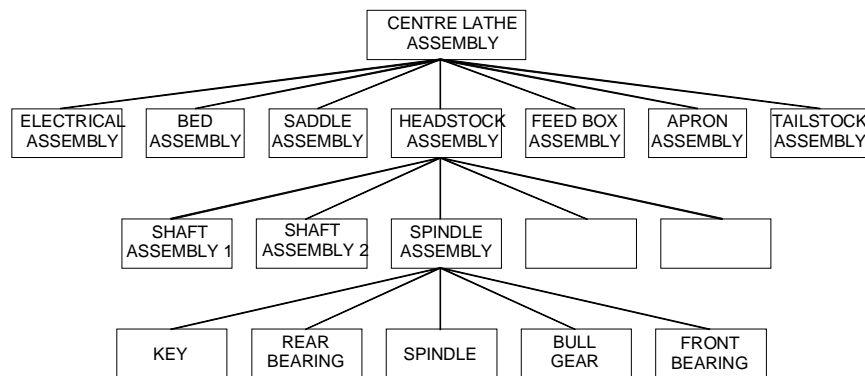 CENTRE LATHE
ASSEMBLY
ELECTRICAL
ASSEMBLY
BED
ASSEMBLY
SADDLE
ASSEMBLY
HEADSTOCK
ASSEMBLY
FEED BOX
ASSEMBLY
APRON
ASSEMBLY
TAILSTOCK
ASSEMBLY
SHAFT
ASSEMBLY 1
SHAFT
ASSEMBLY 2
SPINDLE
ASSEMBLY
KEY
REAR
BEARING
SPINDLE
BULL
GEAR
FRONT
BEARING